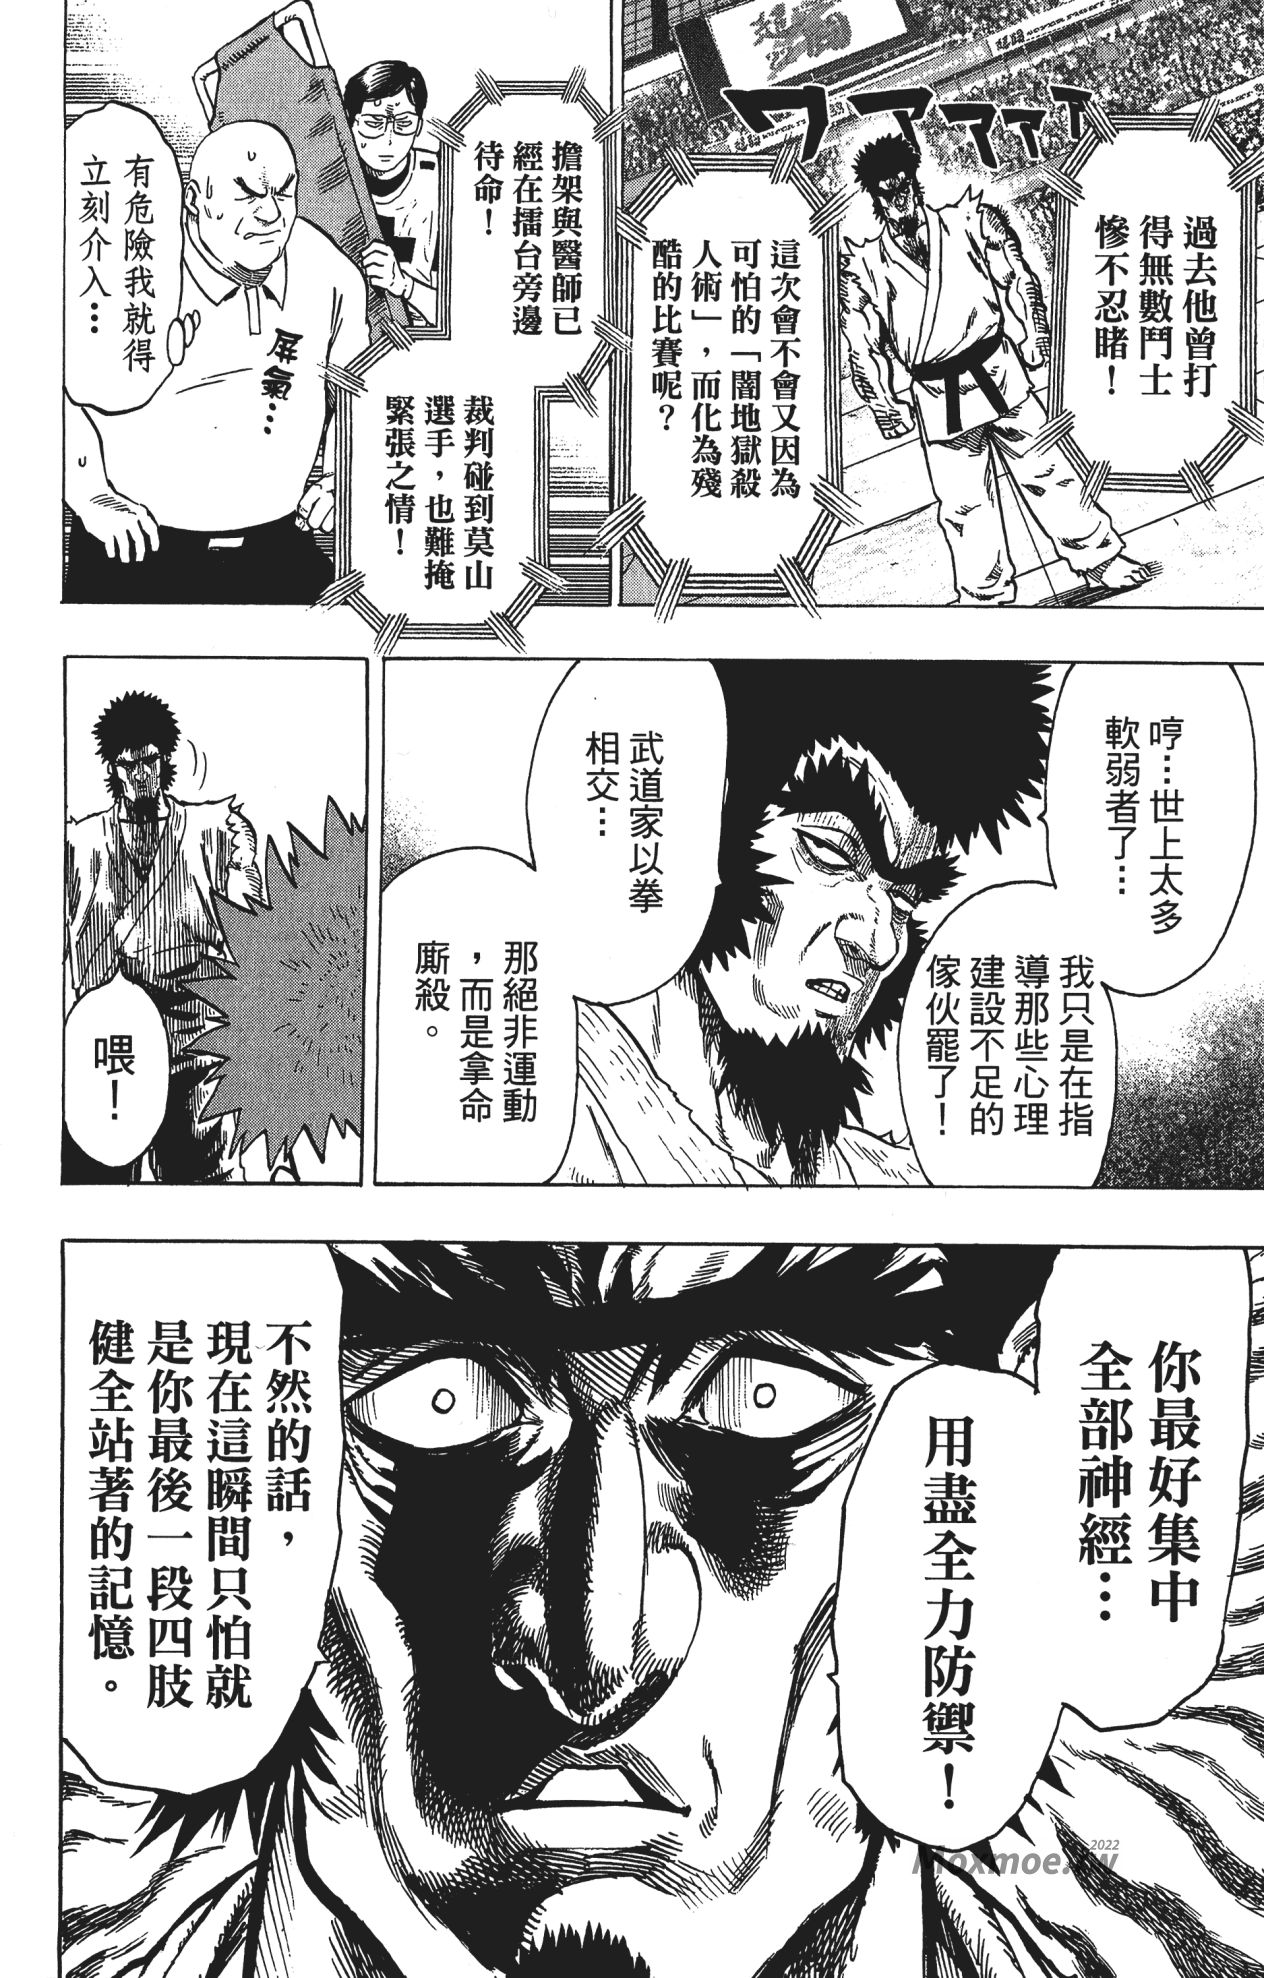 過去他曾打
得無數鬥士
慘不忍睹！
ワアアアア
這次會不會又因為
可怕的「闇地獄殺
人術」，而化為殘
酷的比賽呢？
擔架與醫師已
經在擂台旁邊
待命！
裁判碰到莫山
選手，也難掩
緊張之情！
屏氣…
有危險我就得
立刻介入…
哼…世上太多
軟弱者了…
我只是在指
導那些心理
建設不足的
傢伙罷了！
武道家以拳
相交…
那絕非運動
，而是拿命
廝殺。
喂！
你最好集中
全部神經…
用盡全力防禦！
不然的話，
現在這瞬間只怕就
是你最後一段四肢
健全站著的記憶。
2022
Moxmoe.tw